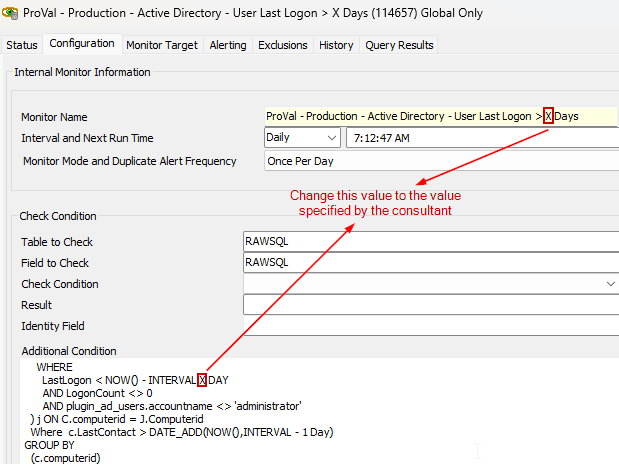 ProVal - Production - Active Directory - User Last Logon > X Days (114657) Global Only
Status Configuration Monitor Target Alerting Exclusions History Query Results
Internal Monitor Information
Monitor Name ProVal - Production - Active Directory - User Last Logon > X Days
Interval and Next Run Time Daily 7:12:47 AM
Monitor Mode and Duplicate Alert Frequency Once Per Day
Change this value to the value
specified by the consultant
Check Condition
Table to Check RAWSQL
Field to Check RAWSQL
Check Condition
Result
Identity Field
Additional Condition
WHERE
LastLogon < NOW() - INTERVAL X DAY
AND LogonCount <> 0
AND plugin_ad_users.accountname <> 'administrator'
) j ON C.computerid = J.Computerid
Where c.LastContact > DATE_ADD(NOW(),INTERVAL - 1 Day)
GROUP BY
(c.computerid)